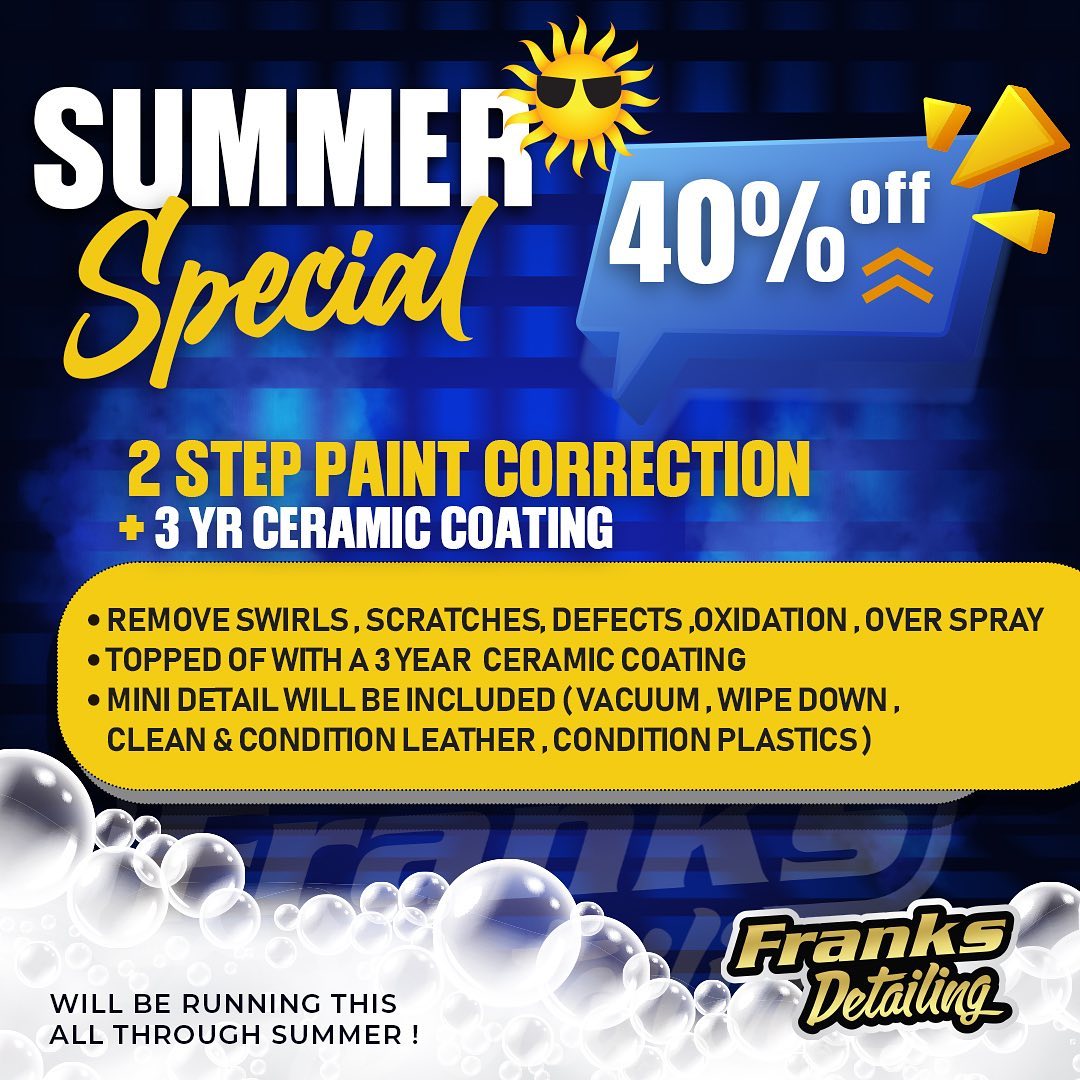 SUMMER
Special
40% off
2 STEP PAINT CORRECTION
+ 3 YR CERAMIC COATING
• REMOVE SWIRLS , SCRATCHES, DEFECTS ,OXIDATION , OVER SPRAY
• TOPPED OF WITH A 3 YEAR CERAMIC COATING
• MINI DETAIL WILL BE INCLUDED ( VACUUM , WIPE DOWN ,
CLEAN & CONDITION LEATHER , CONDITION PLASTICS )
Franks
Franks
Detailing
WILL BE RUNNING THIS
ALL THROUGH SUMMER !